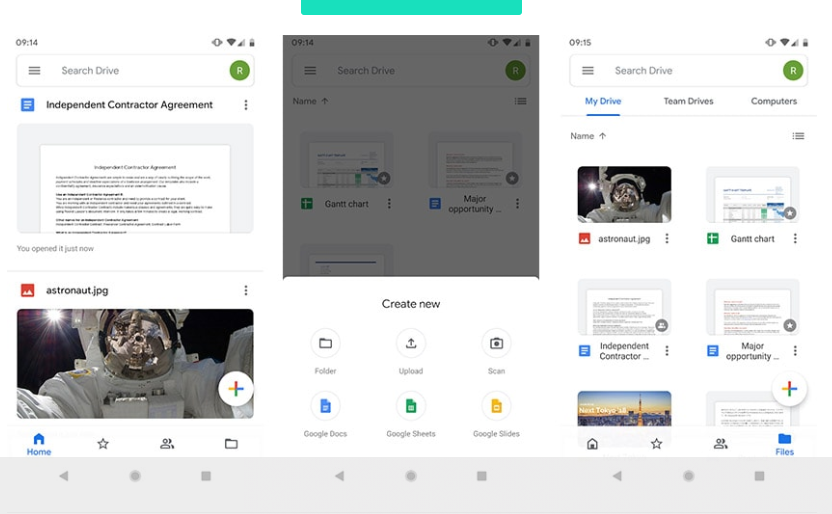 09:14
Search Drive
R
Independent Contractor Agreement
Independent Contractor Agreement
You opened it just now
astronaut.jpg
Home
09:14
Search Drive
R
Name
Gantt chart
Major
opportunity ...
Create new
Folder
Upload
Scan
Google Docs
Google Sheets
Google Slides
09:15
Search Drive
R
My Drive
Team Drives
Computers
Name
astronaut.jpg
Gantt chart
Independent
Contractor ...
Major
opportunity ...
Next Tokyo
Files